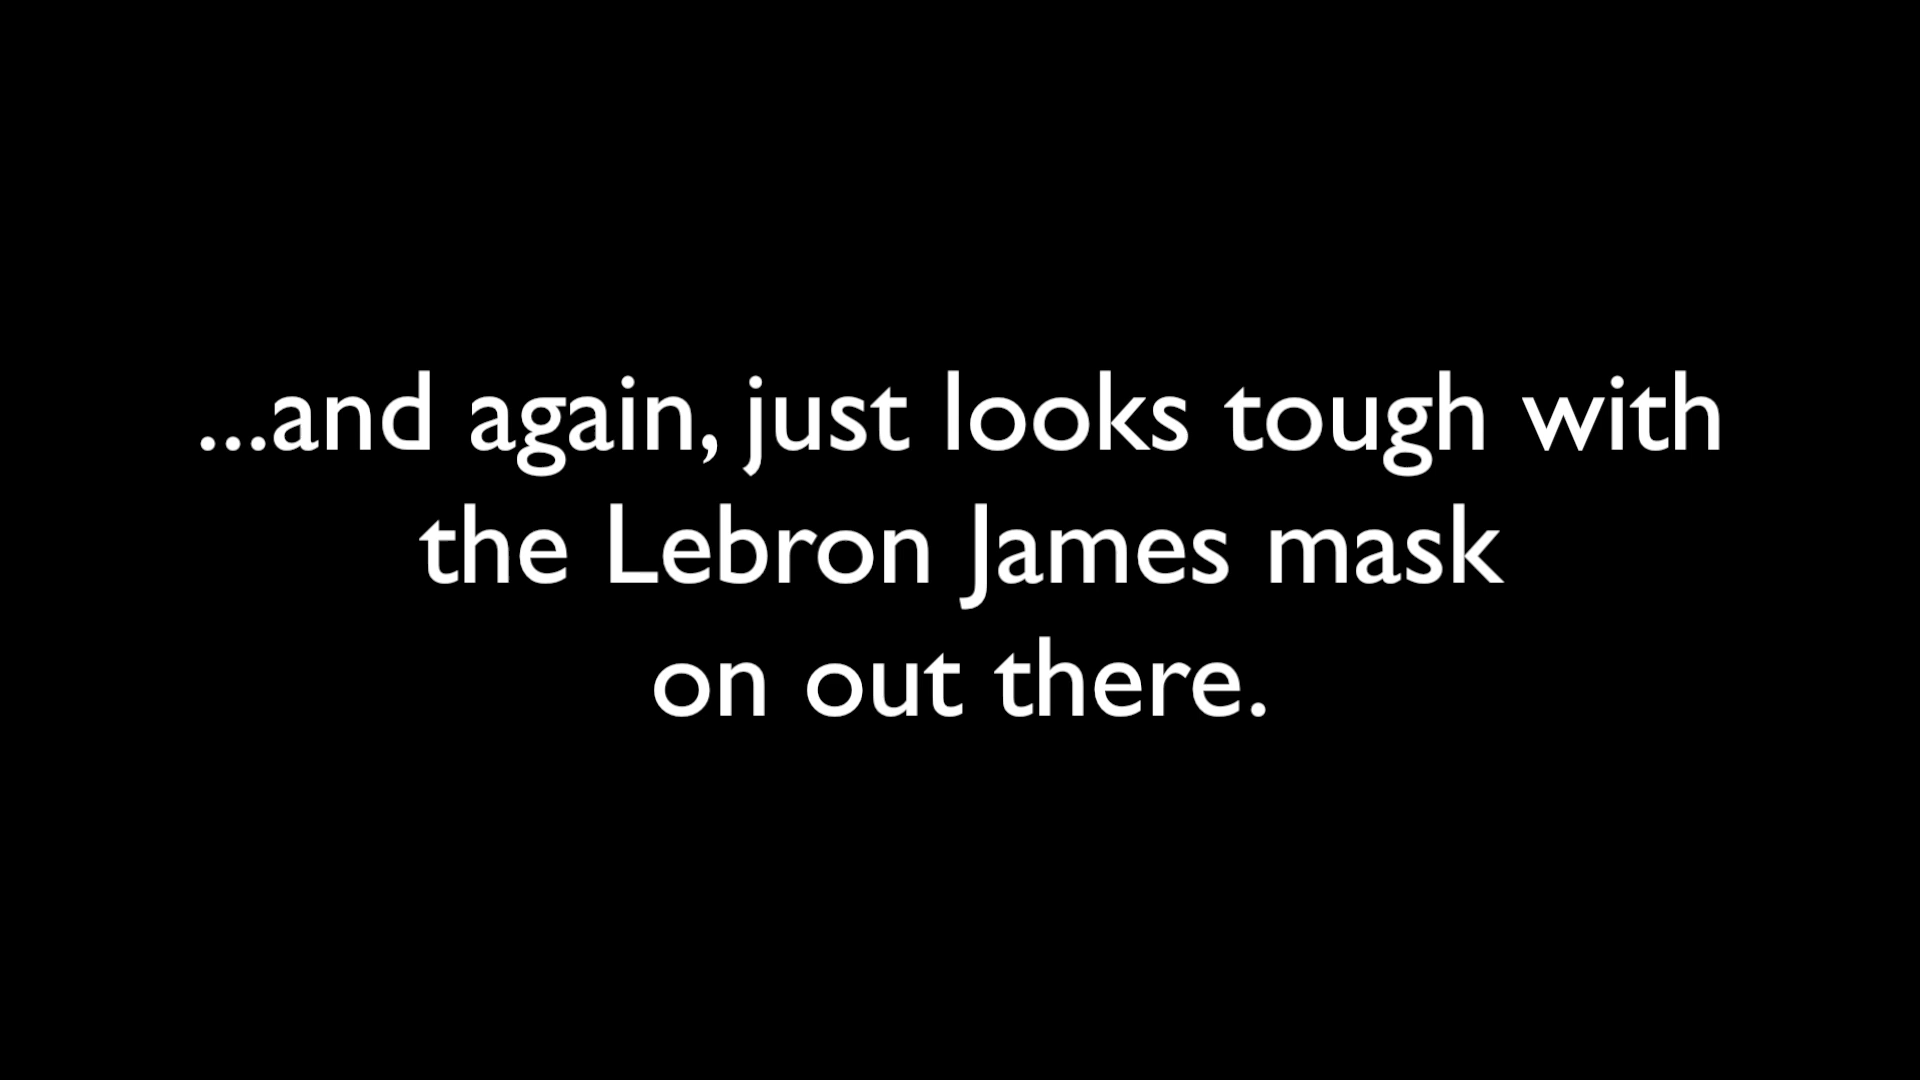 ...and again, just looks tough with
the Lebron James mask
on out there.